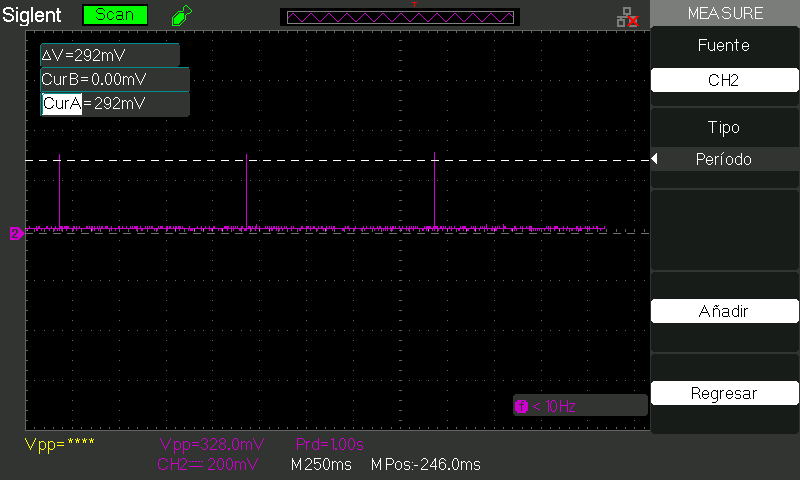 Siglent Scan T MEASURE
ΔV=292mV
CurB=0.00mV
CurA=292mV
Fuente
CH2
Tipo
Período
2
Añadir
Regresar
T < 10Hz
Vpp=**** Vpp=328.0mV Prd=1.00s
CH2 200mV M250ms MPos:-246.0ms